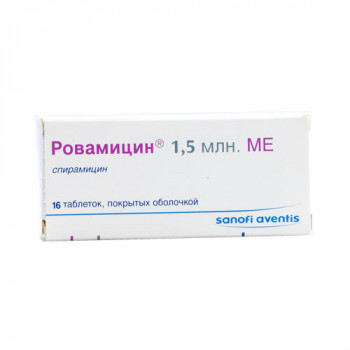 Ровамицин® 1,5 млн. МЕ
спирамицин
16 таблеток, покрытых оболочкой
sanofi aventis